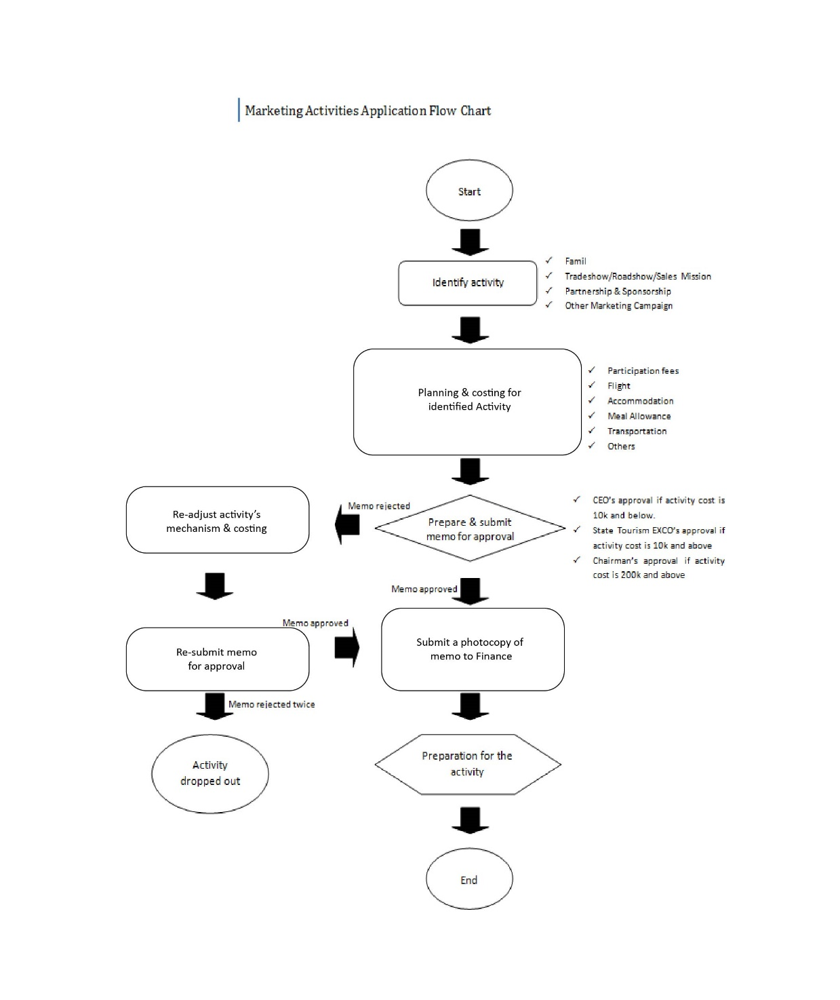 Marketing Activities Application Flow Chart
Start
Identify activity
✓ Famil
✓ Tradeshow/Roadshow/Sales Mission
✓ Partnership & Sponsorship
✓ Other Marketing Campaign
Planning & costing for
identified Activity
✓ Participation fees
✓ Flight
✓ Accommodation
✓ Meal Allowance
✓ Transportation
✓ Others
Prepare & submit
memo for approval
✓ CEO's approval if activity cost is
10k and below.
✓ State Tourism EXCO's approval if
activity cost is 10k and above
✓ Chairman's approval if activity
cost is 200k and above
Memo rejected
Re-adjust activity's
mechanism & costing
Memo approved
Re-submit memo
for approval
Memo approved
Submit a photocopy of
memo to Finance
Memo rejected twice
Activity
dropped out
Preparation for the
activity
End